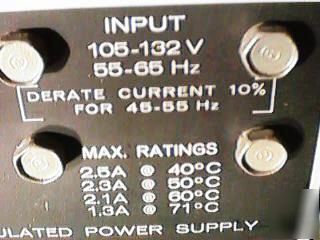 INPUT
105-132 V
55-65 Hz
DERATE CURRENT 10%
FOR 45-55 Hz
MAX. RATINGS
2.5A @ 40°C
2.3A @ 50°C
2.1A @ 60°C
1.3A @ 71°C
ULATED POWER SUPPLY